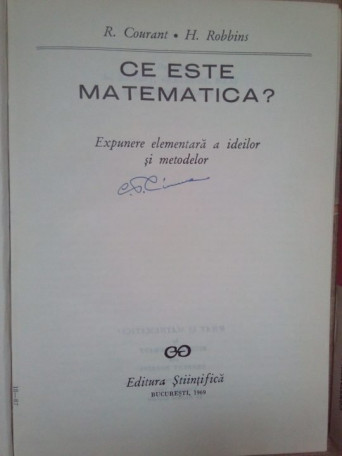 R. Courant • H. Robbins
CE ESTE
MATEMATICA?
Expunere elementară a ideilor
și metodelor
Editura Științifică
BUCUREȘTI, 1969